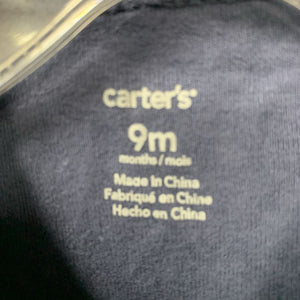 carter's®
9m
months / mois
Made in China
Fabriqué en Chine
Hecho en China